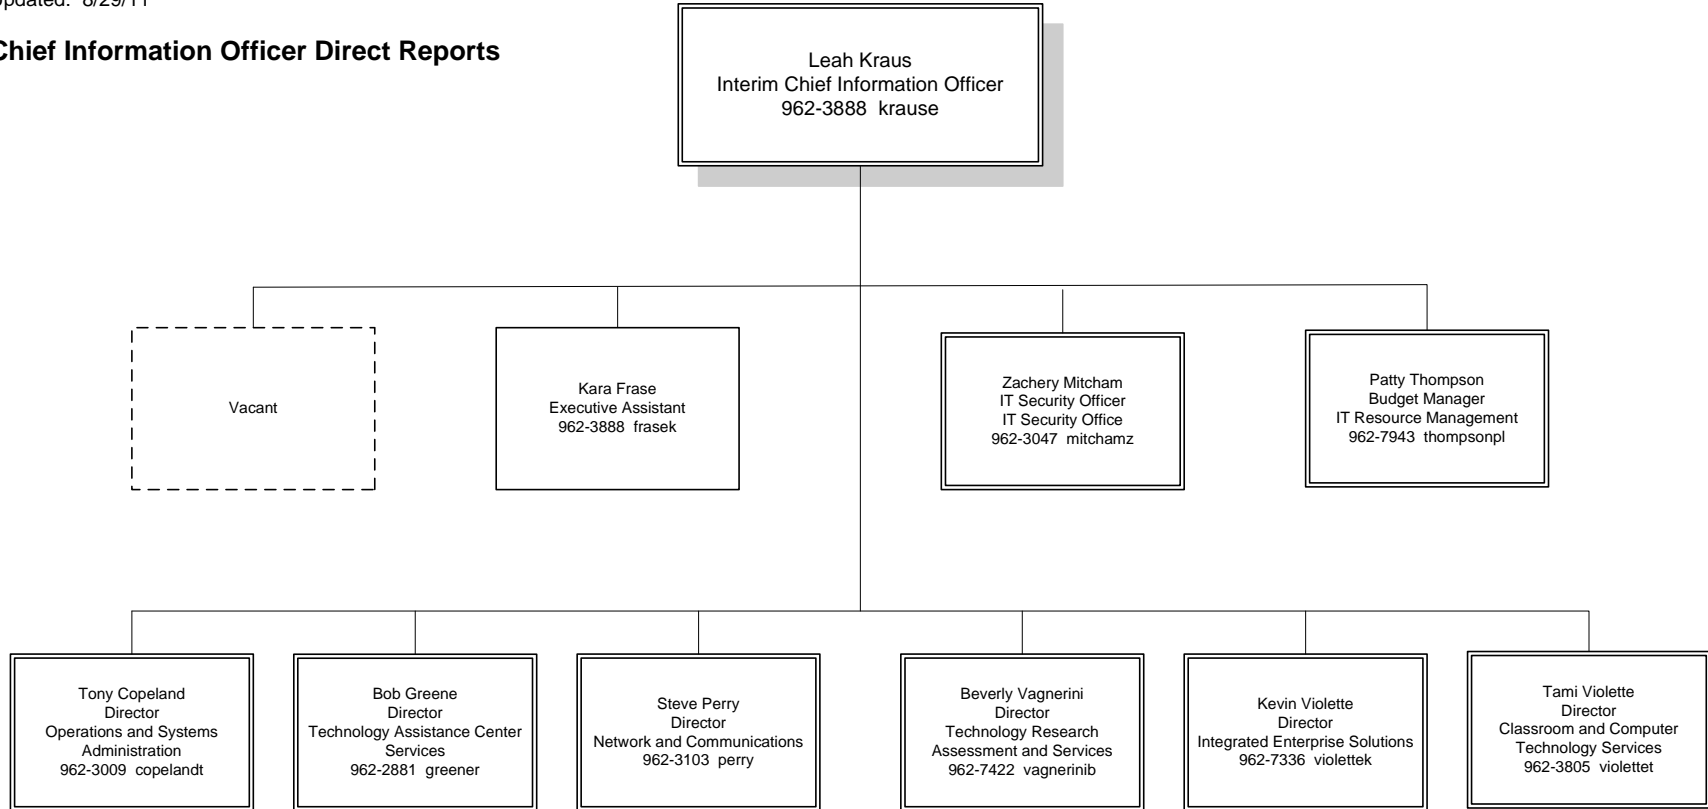 Updated: 8/29/11
Chief Information Officer Direct Reports
Leah Kraus
Interim Chief Information Officer
962-3888 krause
Vacant
Kara Frase
Executive Assistant
962-3888 frasek
Zachery Mitcham
IT Security Officer
IT Security Office
962-3047 mitchamz
Patty Thompson
Budget Manager
IT Resource Management
962-7943 thompsonpl
Tony Copeland
Director
Operations and Systems
Administration
962-3009 copelandt
Bob Greene
Director
Technology Assistance Center
Services
962-2881 greener
Steve Perry
Director
Network and Communications
962-3103 perry
Beverly Vagnerini
Director
Technology Research
Assessment and Services
962-7422 vagnerinib
Kevin Violette
Director
Integrated Enterprise Solutions
962-7336 violettek
Tami Violette
Director
Classroom and Computer
Technology Services
962-3805 violettet